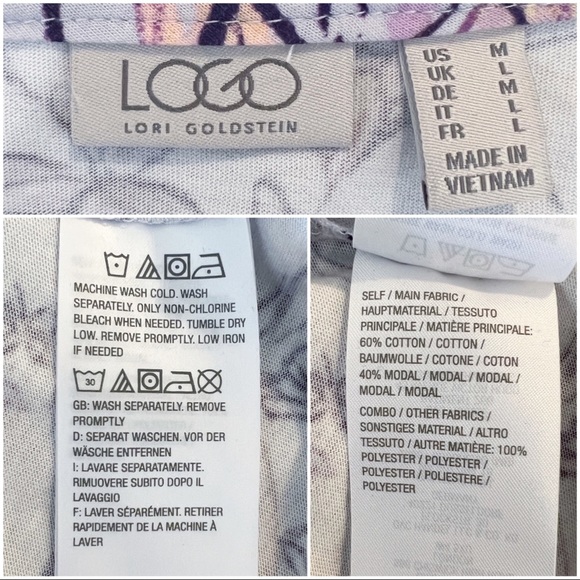 LOGO
LORI GOLDSTEIN
US M
UK L
DE M
IT L
FR L
MADE IN
VIETNAM
MACHINE WASH COLD. WASH
SEPARATELY. ONLY NON-CHLORINE
BLEACH WHEN NEEDED. TUMBLE DRY
LOW. REMOVE PROMPTLY. LOW IRON
IF NEEDED
30
GB: WASH SEPARATELY. REMOVE
PROMPTLY
D: SEPARAT WASCHEN. VOR DER
WÄSCHE ENTFERNEN
I: LAVARE SEPARATAMENTE.
RIMUOVERE SUBITO DOPO IL
LAVAGGIO
F: LAVER SÉPARÉMENT. RETIRER
RAPIDEMENT DE LA MACHINE À
LAVER
SELF / MAIN FABRIC /
HAUPTMATERIAL / TESSUTO
PRINCIPALE / MATIÈRE PRINCIPALE:
60% COTTON / COTTON /
BAUMWOLLE / COTONE / COTON
40% MODAL / MODAL / MODAL /
MODAL / MODAL
COMBO / OTHER FABRICS /
SONSTIGES MATERIAL / ALTRO
TESSUTO / AUTRE MATIÈRE: 100%
POLYESTER / POLYESTER /
POLYESTER / POLIESTERE /
POLYESTER